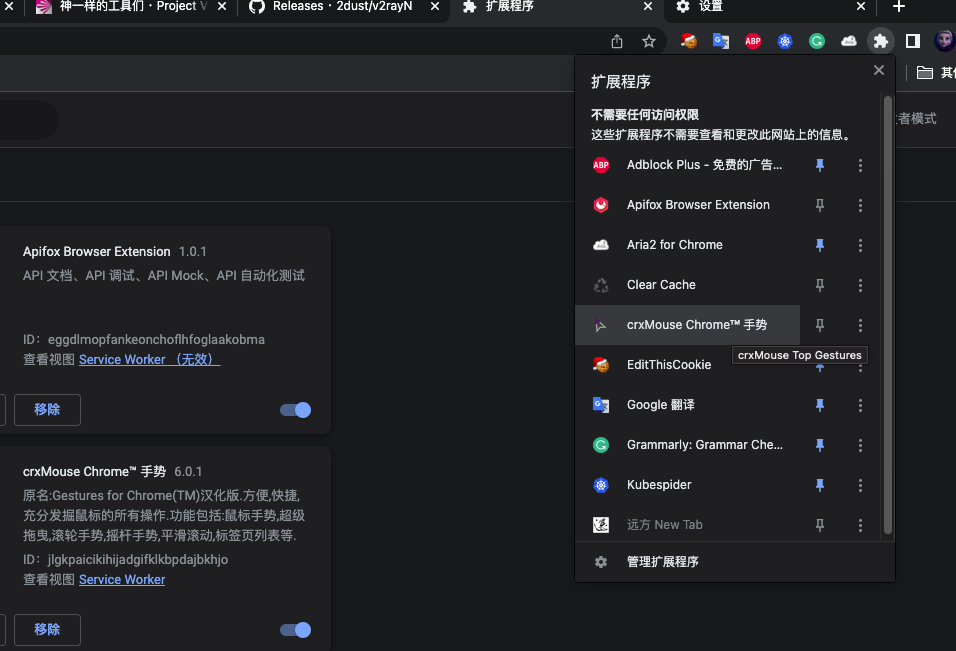 神一样的工具们 · Project V
Releases · 2dust/v2rayN
扩展程序
设置
ABP
其
者模式
扩展程序
不需要任何访问权限
这些扩展程序不需要查看和更改此网站上的信息。
ABP
Adblock Plus - 免费的广告...
Apifox Browser Extension
Aria2 for Chrome
Clear Cache
crxMouse Chrome™ 手势
crxMouse Top Gestures
EditThisCookie
Google 翻译
Grammarly: Grammar Che...
Kubespider
远方 New Tab
管理扩展程序
Apifox Browser Extension 1.0.1
API 文档、API 调试、API Mock、API 自动化测试
ID：eggdlmopfankeonchoflhfoglaakobma
查看视图 Service Worker （无效）
移除
crxMouse Chrome™ 手势 6.0.1
原名:Gestures for Chrome(TM)汉化版.方便,快捷,
充分发掘鼠标的所有操作.功能包括:鼠标手势,超级
拖曳,滚轮手势,摇杆手势,平滑滚动,标签页列表等.
ID：jlgkpaicikihijadgifklkbpdajbkhjo
查看视图 Service Worker
移除